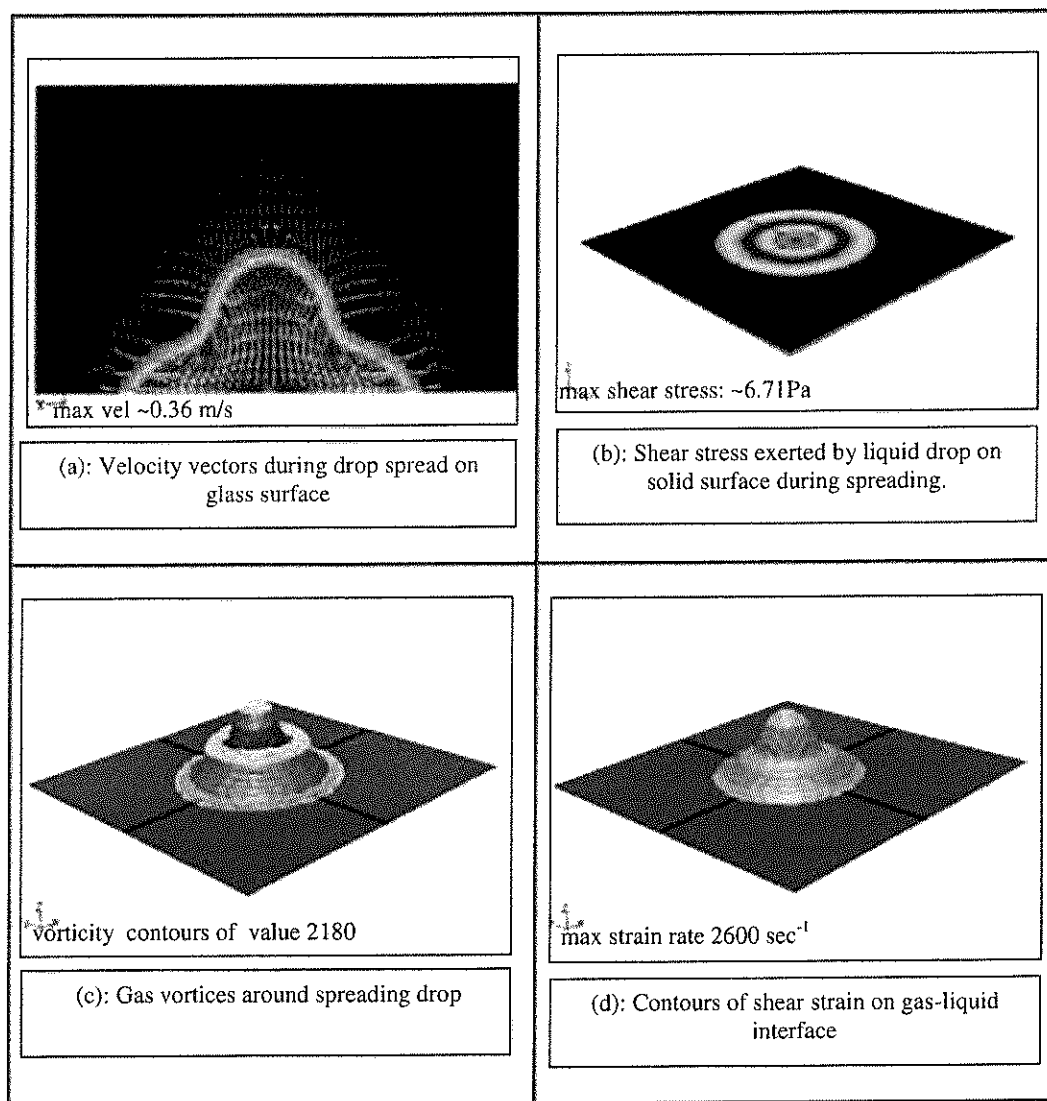 max vel ~0.36 m/s
(a): Velocity vectors during drop spread on
glass surface
max shear stress: ~6.71Pa
(b): Shear stress exerted by liquid drop on
solid surface during spreading.
vorticity contours of value 2180
(c): Gas vortices around spreading drop
max strain rate 2600 sec⁻¹
(d): Contours of shear strain on gas-liquid
interface